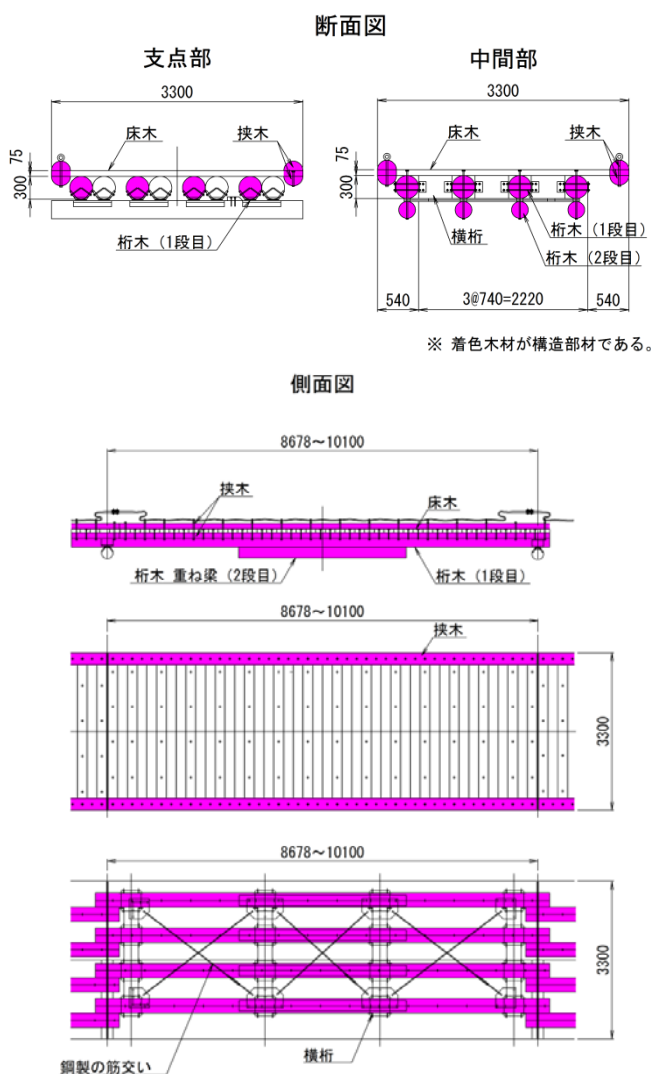 断面図
支点部
中間部
3300
3300
床木
挟木
床木
挟木
75
300
75
300
桁木 (1段目)
横桁
桁木 (1段目)
桁木 (2段目)
540
3@740=2220
540
※ 着色木材が構造部材である。
側面図
8678~10100
挟木
床木
桁木 重ね梁 (2段目)
桁木 (1段目)
8678~10100
挟木
3300
8678~10100
3300
鋼製の筋交い
横桁